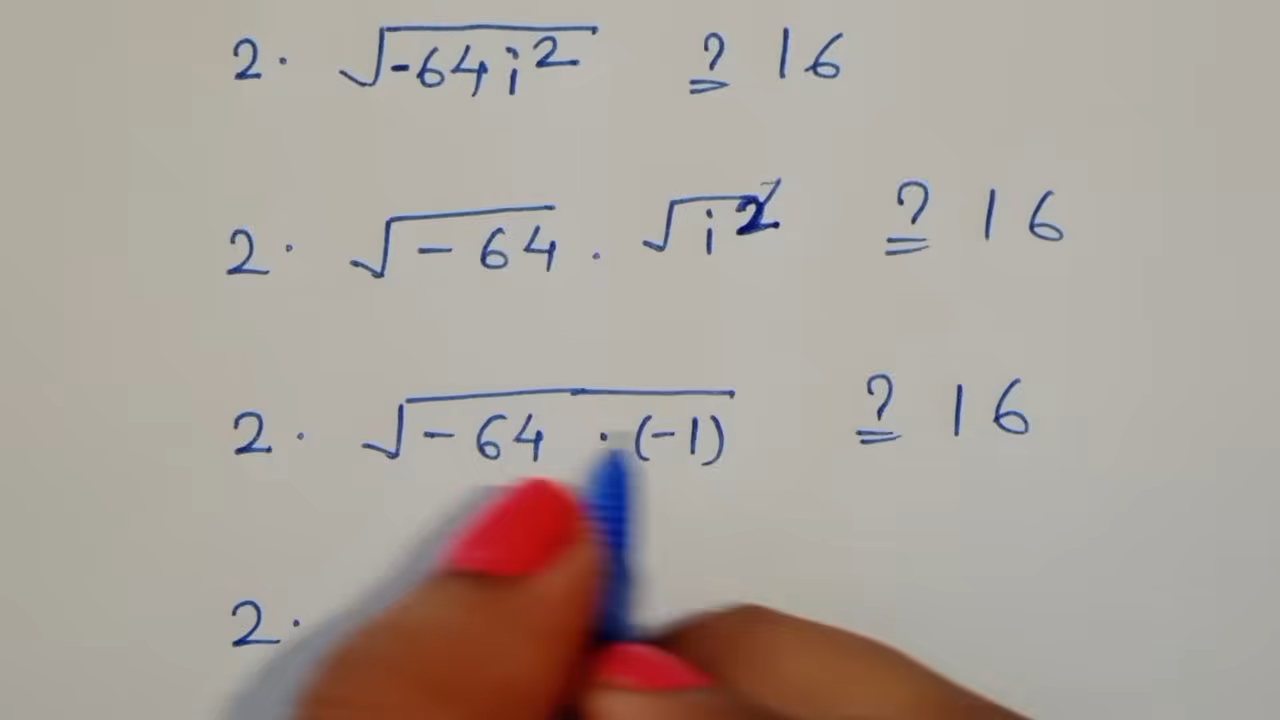 2. √-64i² ≟ 16
2. √-64 . √i² ≟ 16
2. √-64 . (-1) ≟ 16
2.